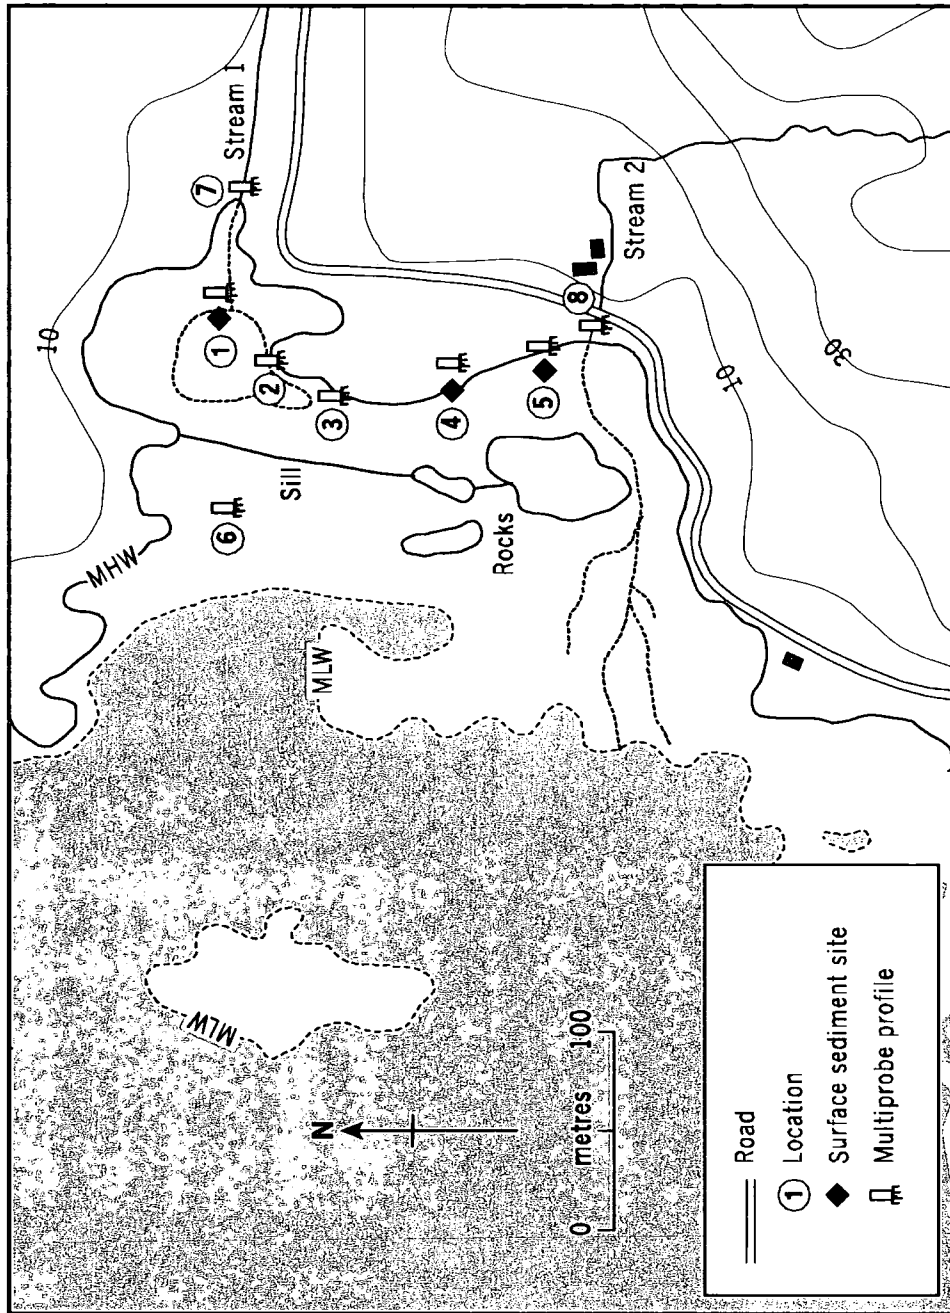 10
Stream 1
7
1
MHW
2
6
3
Sill
4
5
8
Rocks
Stream 2
MLW
10
30
MLW
N
0 metres 100
Road
1 Location
Surface sediment site
Multiprobe profile